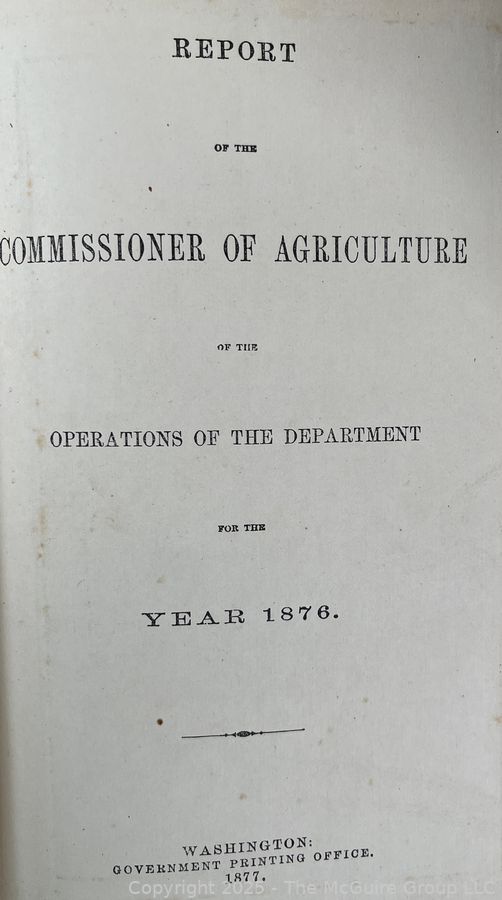 REPORT
OF THE
COMMISSIONER OF AGRICULTURE
OF THE
OPERATIONS OF THE DEPARTMENT
FOR THE
YEAR 1876.
WASHINGTON:
GOVERNMENT PRINTING OFFICE.
1877.
Copyright 2025 - The McGuire Group LLC